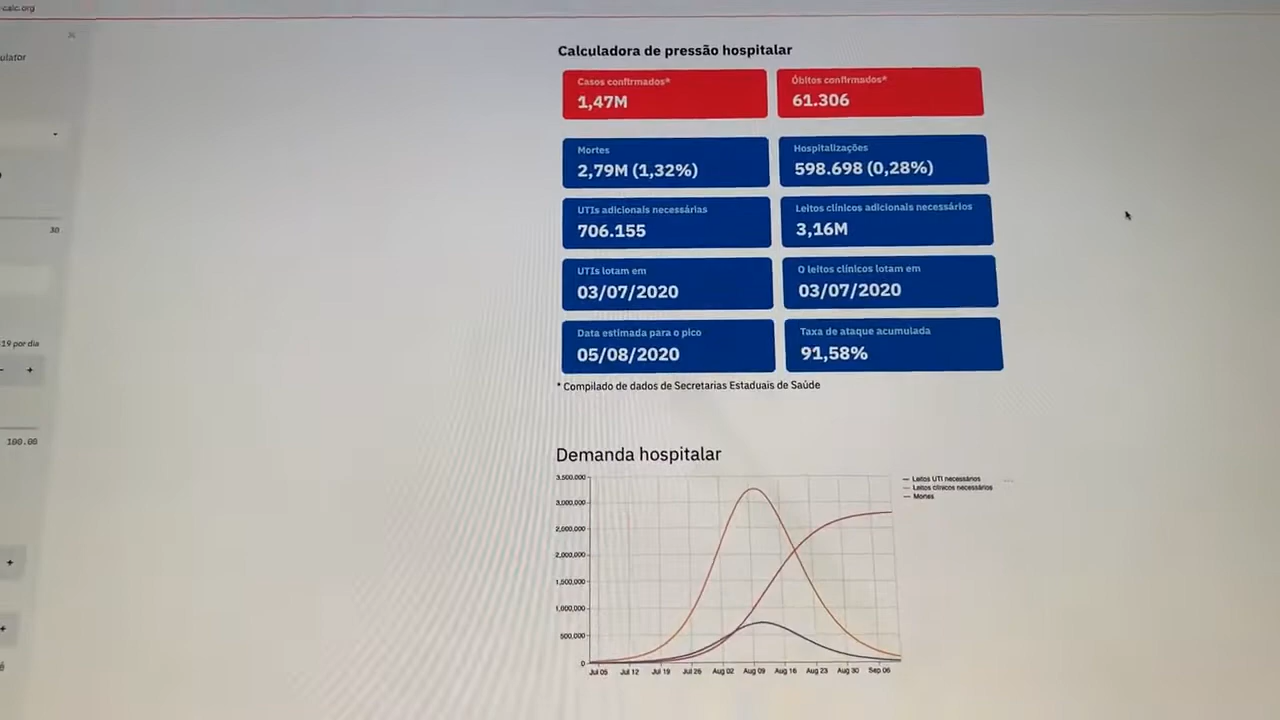 -calc.org
ulator
30
19 por dia
- +
100.00
+
+
Calculadora de pressão hospitalar
Casos confirmados*
1,47M
Óbitos confirmados*
61.306
Mortes
2,79M (1,32%)
Hospitalizações
598.698 (0,28%)
UTIs adicionais necessárias
706.155
Leitos clínicos adicionais necessários
3,16M
UTIs lotam em
03/07/2020
O leitos clínicos lotam em
03/07/2020
Data estimada para o pico
05/08/2020
Taxa de ataque acumulada
91,58%
* Compilado de dados de Secretarias Estaduais de Saúde
Demanda hospitalar
3,500,000
3,000,000
2,500,000
2,000,000
1,500,000
1,000,000
500,000
0
Jul 05 Jul 12 Jul 19 Jul 26 Aug 02 Aug 09 Aug 16 Aug 23 Aug 30 Sep 06
Leitos UTI necessários
Leitos clínicos necessários
Mortes